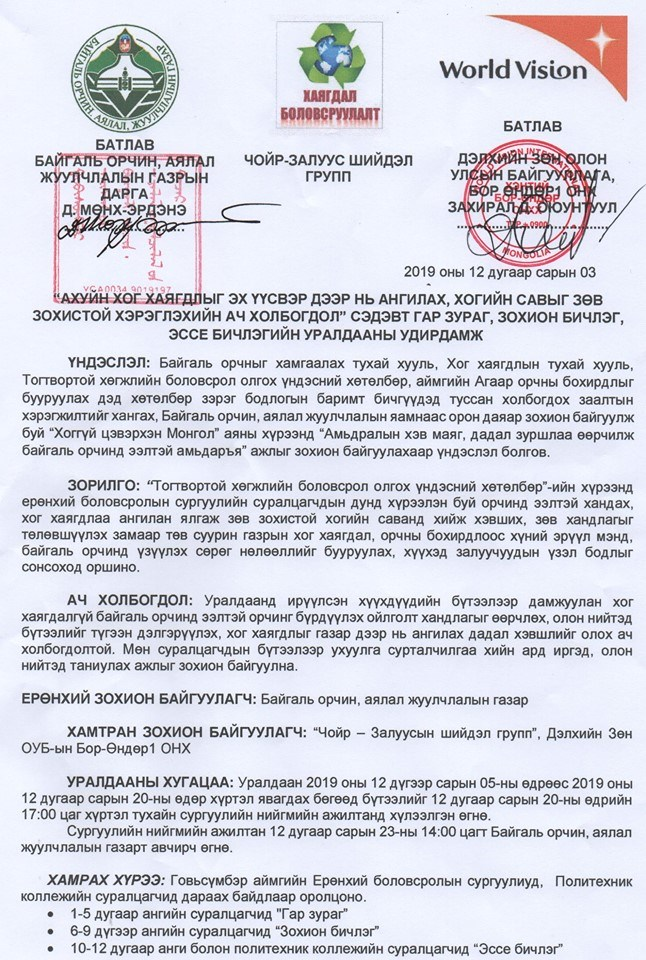 БАЙГАЛЬ ОРЧИН, АЯЛАЛ, ЖУУЛЧЛАЛЫН ГАЗАР
ХАЯГДАЛ
БОЛОВСРУУЛАЛТ
World Vision
БАТЛАВ
БАЙГАЛЬ ОРЧИН, АЯЛАЛ
ЖУУЛЧЛАЛЫН ГАЗРЫН
ДАРГА
Д. МӨНХ-ЭРДЭНЭ
ЧОЙР-ЗАЛУУС ШИЙДЭЛ
ГРУПП
БАТЛАВ
ДЭЛХИЙН ЗӨН ОЛОН
УЛСЫН БАЙГУУЛЛАГА,
БОР ӨНДӨР1 ОНХ
ЗАХИРАЛ Д. ОЮУНТУУЛ
WORLD VISION INTERNATIONAL
ХЭНТИЙ
БОР-ӨНДӨР
MONGOLIA
2019 оны 12 дугаар сарын 03
“АХУЙН ХОГ ХАЯГДЛЫГ ЭХ ҮҮСВЭР ДЭЭР НЬ АНГИЛАХ, ХОГИЙН САВЫГ ЗӨВ
ЗОХИСТОЙ ХЭРЭГЛЭХИЙН АЧ ХОЛБОГДОЛ” СЭДЭВТ ГАР ЗУРАГ, ЗОХИОН БИЧЛЭГ,
ЭССЕ БИЧЛЭГИЙН УРАЛДААНЫ УДИРДАМЖ
ҮНДЭСЛЭЛ: Байгаль орчныг хамгаалах тухай хууль, Хог хаягдлын тухай хууль,
Тогтвортой хөгжлийн боловсрол олгох үндэсний хөтөлбөр, аймгийн Агаар орчны бохирдлыг
бууруулах дэд хөтөлбөр зэрэг бодлогын баримт бичгүүдэд туссан холбогдох заалтын
хэрэгжилтийг хангах, Байгаль орчин, аялал жуулчлалын яамнаас орон даяар зохион байгуулж
буй “Хоггүй цэвэрхэн Монгол” аяны хүрээнд “Амьдралын хэв маяг, дадал зуршлаа өөрчилж
байгаль орчинд ээлтэй амьдаръя” ажлыг зохион байгуулахаар үндэслэл болгов.
ЗОРИЛГО: “Тогтвортой хөгжлийн боловсрол олгох үндэсний хөтөлбөр”-ийн хүрээнд
ерөнхий боловсролын сургуулийн суралцагчдын дунд хүрээлэн буй орчинд ээлтэй хандах,
хог хаягдлаа ангилан ялгаж зөв зохистой хогийн саванд хийж хэвших, зөв хандлагыг
төлөвшүүлэх замаар төв суурин газрын хог хаягдал, орчны бохирдлоос хүний эрүүл мэнд,
байгаль орчинд үзүүлэх сөрөг нөлөөллийг бууруулах, хүүхэд залуучуудын үзэл бодлыг
сонсоход оршино.
АЧ ХОЛБОГДОЛ: Уралдаанд ирүүлсэн хүүхдүүдийн бүтээлээр дамжуулан хог
хаягдалгүй байгаль орчинд ээлтэй орчинг бүрдүүлэх ойлголт хандлагыг өөрчлөх, олон нийтэд
бүтээлийг түгээн дэлгэрүүлэх, хог хаягдлыг газар дээр нь ангилах дадал хэвшлийг олох ач
холбогдолтой. Мөн суралцагчдын бүтээлээр ухуулга сурталчилгаа хийн ард иргэд, олон
нийтэд таниулах ажлыг зохион байгуулна.
ЕРӨНХИЙ ЗОХИОН БАЙГУУЛАГЧ: Байгаль орчин, аялал жуулчлалын газар
ХАМТРАН ЗОХИОН БАЙГУУЛАГЧ: “Чойр – Залуусын шийдэл групп”, Дэлхийн Зөн
ОУБ-ын Бор-Өндөр1 ОНХ
УРАЛДААНЫ ХУГАЦАА: Уралдаан 2019 оны 12 дүгээр сарын 05-ны өдрөөс 2019 оны
12 дугаар сарын 20-ны өдөр хүртэл явагдах бөгөөд бүтээлийг 12 дугаар сарын 20-ны өдрийн
17:00 цаг хүртэл тухайн сургуулийн нийгмийн ажилтанд хүлээлгэн өгнө.
Сургуулийн нийгмийн ажилтан 12 дугаар сарын 23-ны 14:00 цагт Байгаль орчин, аялал
жуулчлалын газарт авчирч өгнө.
ХАМРАХ ХҮРЭЭ: Говьсүмбэр аймгийн Ерөнхий боловсролын сургуулиуд, Политехник
коллежийн суралцагчид дараах байдлаар оролцоно.
• 1-5 дугаар ангийн суралцагчид "Гар зураг"
• 6-9 дүгээр ангийн суралцагчид “Зохион бичлэг”
• 10-12 дугаар анги болон политехник коллежийн суралцагчид “Эссе бичлэг”